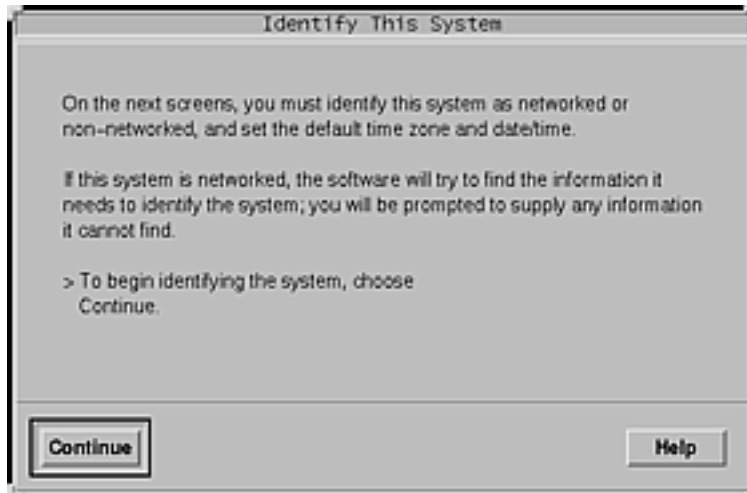 Identify This System
On the next screens, you must identify this system as networked or
non-networked, and set the default time zone and date/time.
If this system is networked, the software will try to find the information it
needs to identify the system; you will be prompted to supply any information
it cannot find.
> To begin identifying the system, choose
Continue.
Continue Help